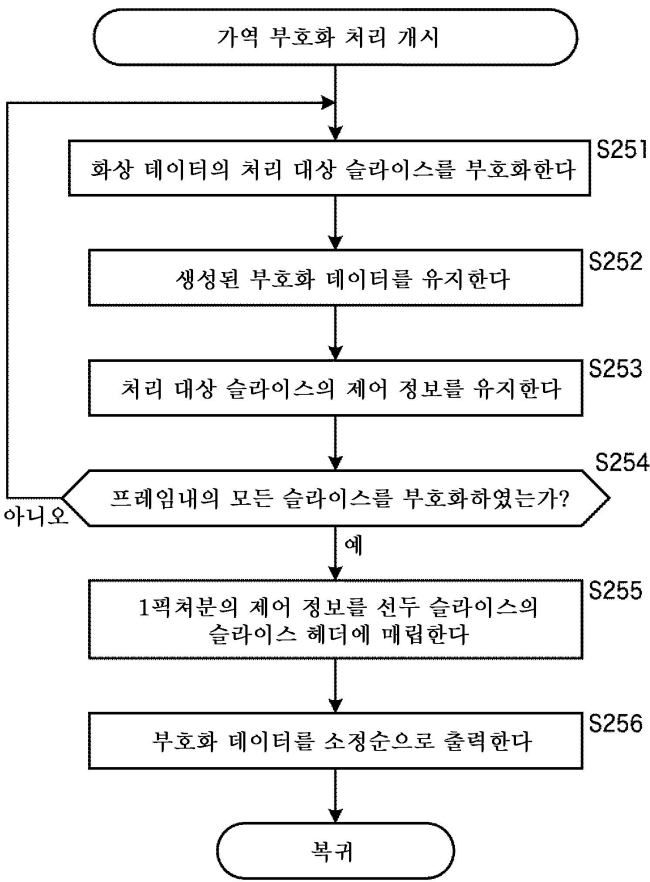 가역 부호화 처리 개시
S251
화상 데이터의 처리 대상 슬라이스를 부호화한다
S252
생성된 부호화 데이터를 유지한다
S253
처리 대상 슬라이스의 제어 정보를 유지한다
S254
프레임내의 모든 슬라이스를 부호화하였는가?
아니오
예
S255
1픽쳐분의 제어 정보를 선두 슬라이스의
슬라이스 헤더에 매립한다
S256
부호화 데이터를 소정순으로 출력한다
복귀